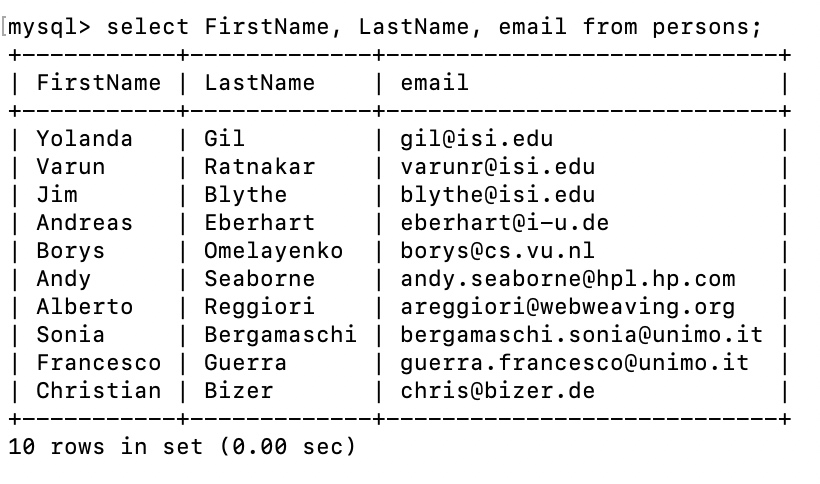 mysql> select FirstName, LastName, email from persons;
+-----------+-------------+----------------------------+
| FirstName | LastName    | email                      |
+-----------+-------------+----------------------------+
| Yolanda   | Gil         | gil@isi.edu                |
| Varun     | Ratnakar    | varunr@isi.edu             |
| Jim       | Blythe      | blythe@isi.edu             |
| Andreas   | Eberhart    | eberhart@i-u.de            |
| Borys     | Omelayenko  | borys@cs.vu.nl             |
| Andy      | Seaborne    | andy.seaborne@hpl.hp.com   |
| Alberto   | Reggiori    | areggiori@webweaving.org   |
| Sonia     | Bergamaschi | bergamaschi.sonia@unimo.it |
| Francesco | Guerra      | guerra.francesco@unimo.it  |
| Christian | Bizer       | chris@bizer.de             |
+-----------+-------------+----------------------------+
10 rows in set (0.00 sec)